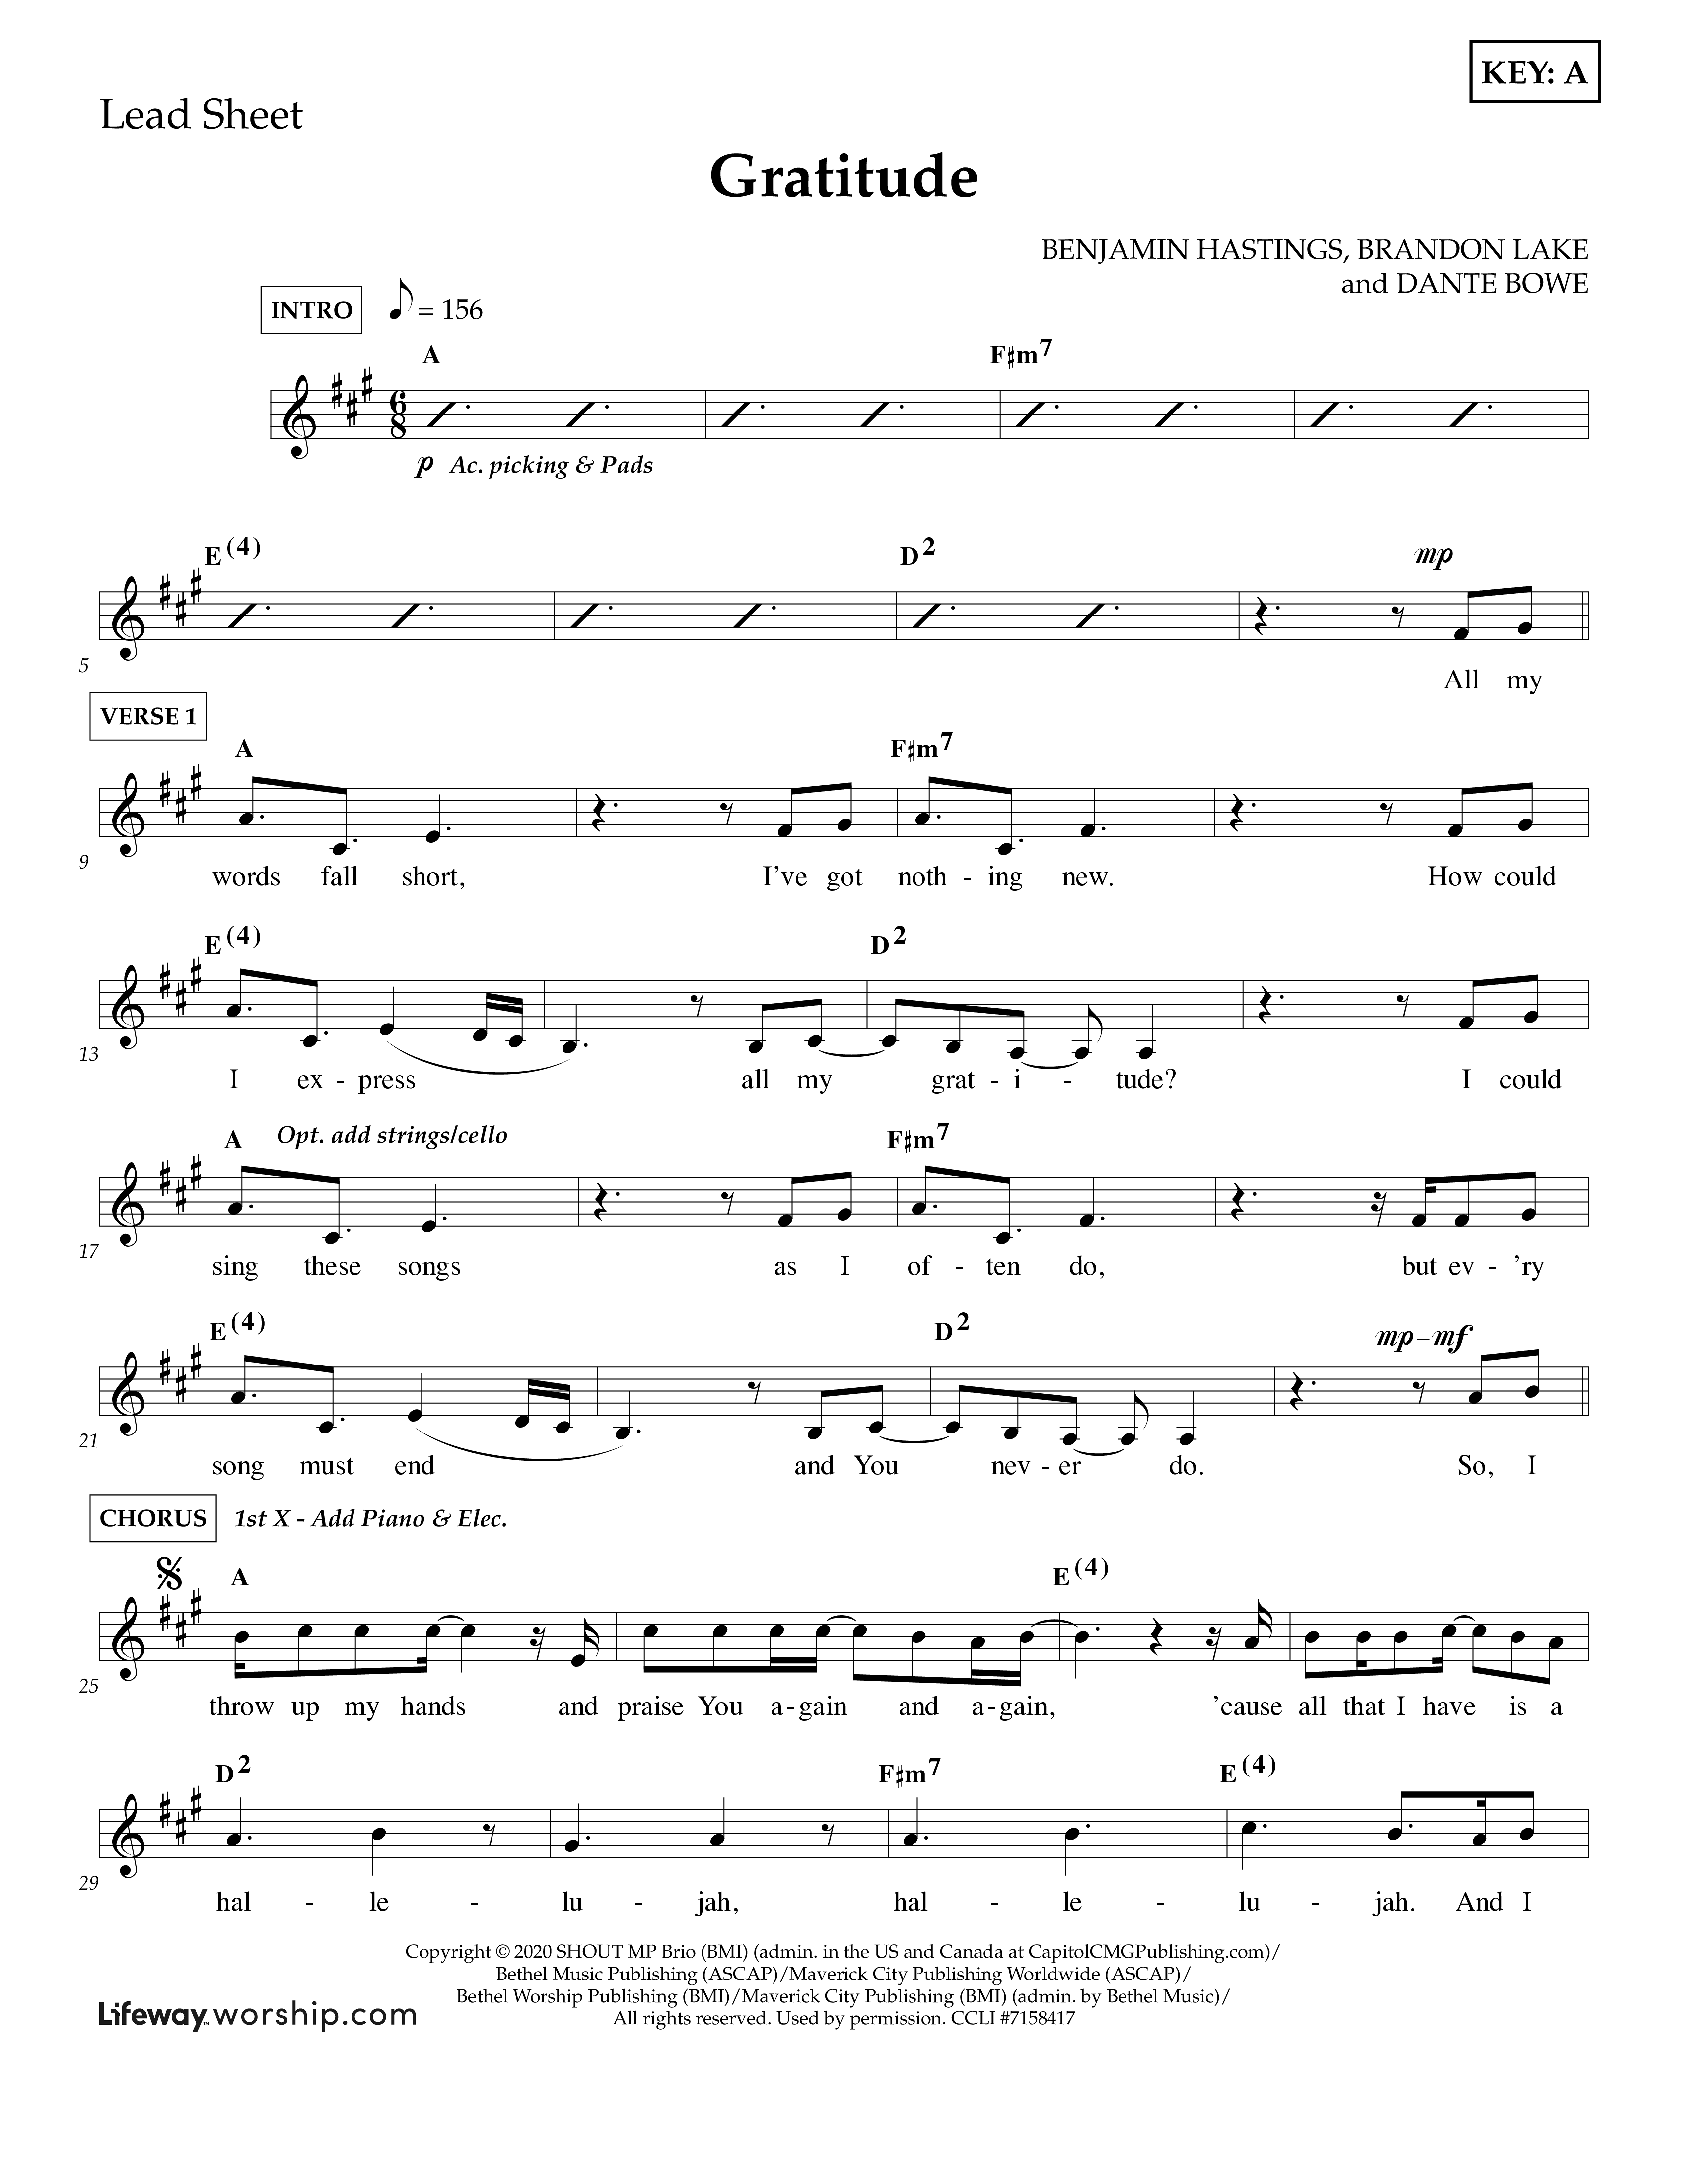 KEY: A
Lead Sheet
Gratitude
BENJAMIN HASTINGS, BRANDON LAKE
and DANTE BOWE
INTRO = 156
A F♯m7
6
8
p Ac. picking & Pads
E(4) D2 mp
5
All my
VERSE 1
A F♯m7
9
words fall short, I've got noth - ing new. How could
E(4) D2
13
I ex - press all my grat - i - tude? I could
A Opt. add strings/cello F♯m7
17
sing these songs as I of - ten do, but ev - 'ry
E(4) D2 mp–mf
21
song must end and You nev - er do. So, I
CHORUS 1st X - Add Piano & Elec.
A E(4)
25
throw up my hands and praise You a - gain and a - gain, 'cause all that I have is a
D2 F♯m7 E(4)
29
hal - le - lu - jah, hal - le - lu - jah. And I
Copyright © 2020 SHOUT MP Brio (BMI) (admin. in the US and Canada at CapitolCMGPublishing.com)/
Bethel Music Publishing (ASCAP)/Maverick City Publishing Worldwide (ASCAP)/
Bethel Worship Publishing (BMI)/Maverick City Publishing (BMI) (admin. by Bethel Music)/
All rights reserved. Used by permission. CCLI #7158417
Lifeway worship.com